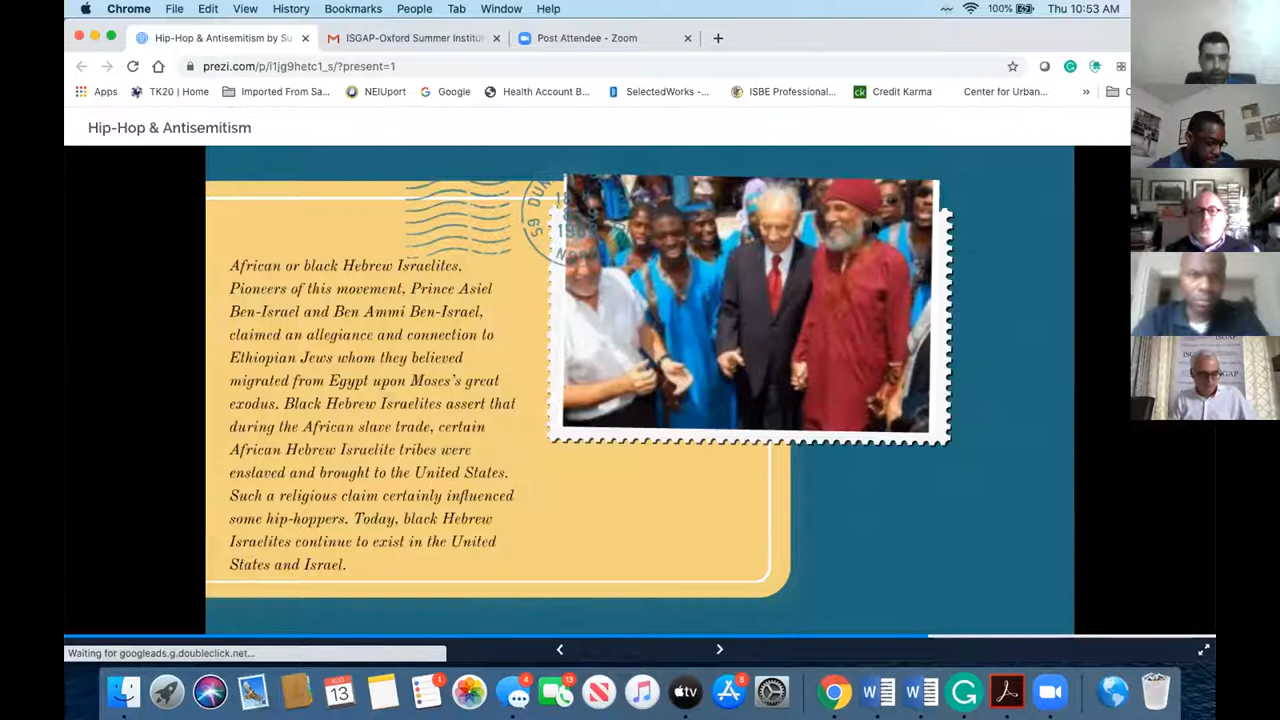 Chrome File Edit View History Bookmarks People Tab Window Help
100% Thu 10:53 AM
Hip-Hop & Antisemitism by Su
ISGAP-Oxford Summer Institu
Post Attendee - Zoom
prezi.com/p/i1jg9hetc1_s/?present=1
Apps
TK20 | Home
Imported From Sa...
NEIUport
Google
Health Account B...
SelectedWorks -...
ISBE Professional...
Credit Karma
Center for Urban...
»
Hip-Hop & Antisemitism
African or black Hebrew Israelites.
Pioneers of this movement, Prince Asiel
Ben-Israel and Ben Ammi Ben-Israel,
claimed an allegiance and connection to
Ethiopian Jews whom they believed
migrated from Egypt upon Moses's great
exodus. Black Hebrew Israelites assert that
during the African slave trade, certain
African Hebrew Israelite tribes were
enslaved and brought to the United States.
Such a religious claim certainly influenced
some hip-hoppers. Today, black Hebrew
Israelites continue to exist in the United
States and Israel.
Waiting for googleads.g.doubleclick.net...
AUG
13
1
4
13
tv
8